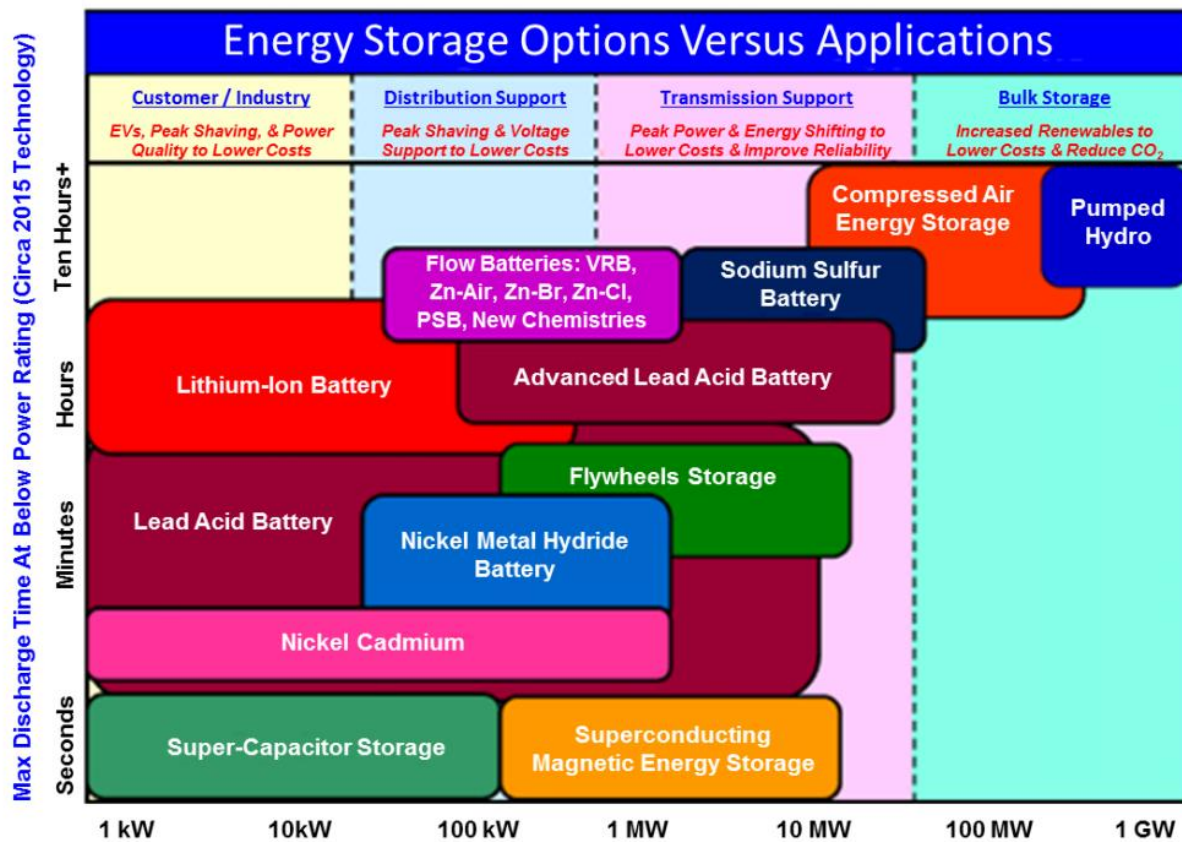 Energy Storage Options Versus Applications
Customer / Industry
EVs, Peak Shaving, & Power
Quality to Lower Costs
Distribution Support
Peak Shaving & Voltage
Support to Lower Costs
Transmission Support
Peak Power & Energy Shifting to
Lower Costs & Improve Reliability
Bulk Storage
Increased Renewables to
Lower Costs & Reduce CO₂
Max Discharge Time At Below Power Rating (Circa 2015 Technology)
Ten Hours+
Hours
Minutes
Seconds
Compressed Air
Energy Storage
Pumped
Hydro
Flow Batteries: VRB,
Zn-Air, Zn-Br, Zn-Cl,
PSB, New Chemistries
Sodium Sulfur
Battery
Lithium-Ion Battery
Advanced Lead Acid Battery
Flywheels Storage
Lead Acid Battery
Nickel Metal Hydride
Battery
Nickel Cadmium
Super-Capacitor Storage
Superconducting
Magnetic Energy Storage
1 kW 10kW 100 kW 1 MW 10 MW 100 MW 1 GW